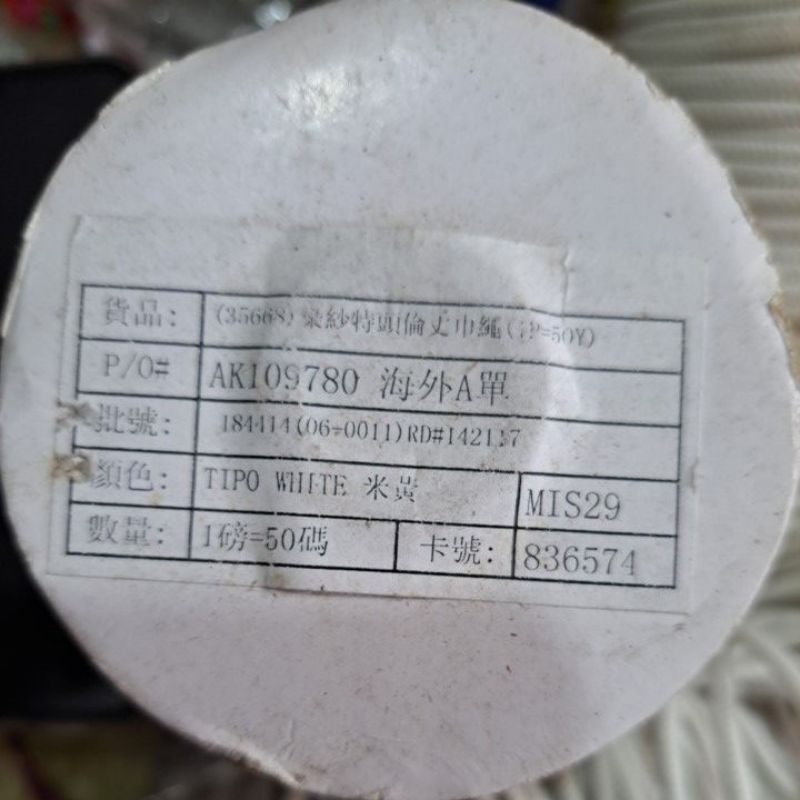 貨品: (35668) 染紗特頭倫丈巾繩(1P=50Y)
P/O# AK109780 海外A單
批號: 184414(06-0011)RD#142117
顏色: TIPO WHITE 米黃 MIS29
數量: 1磅=50碼 卡號: 836574